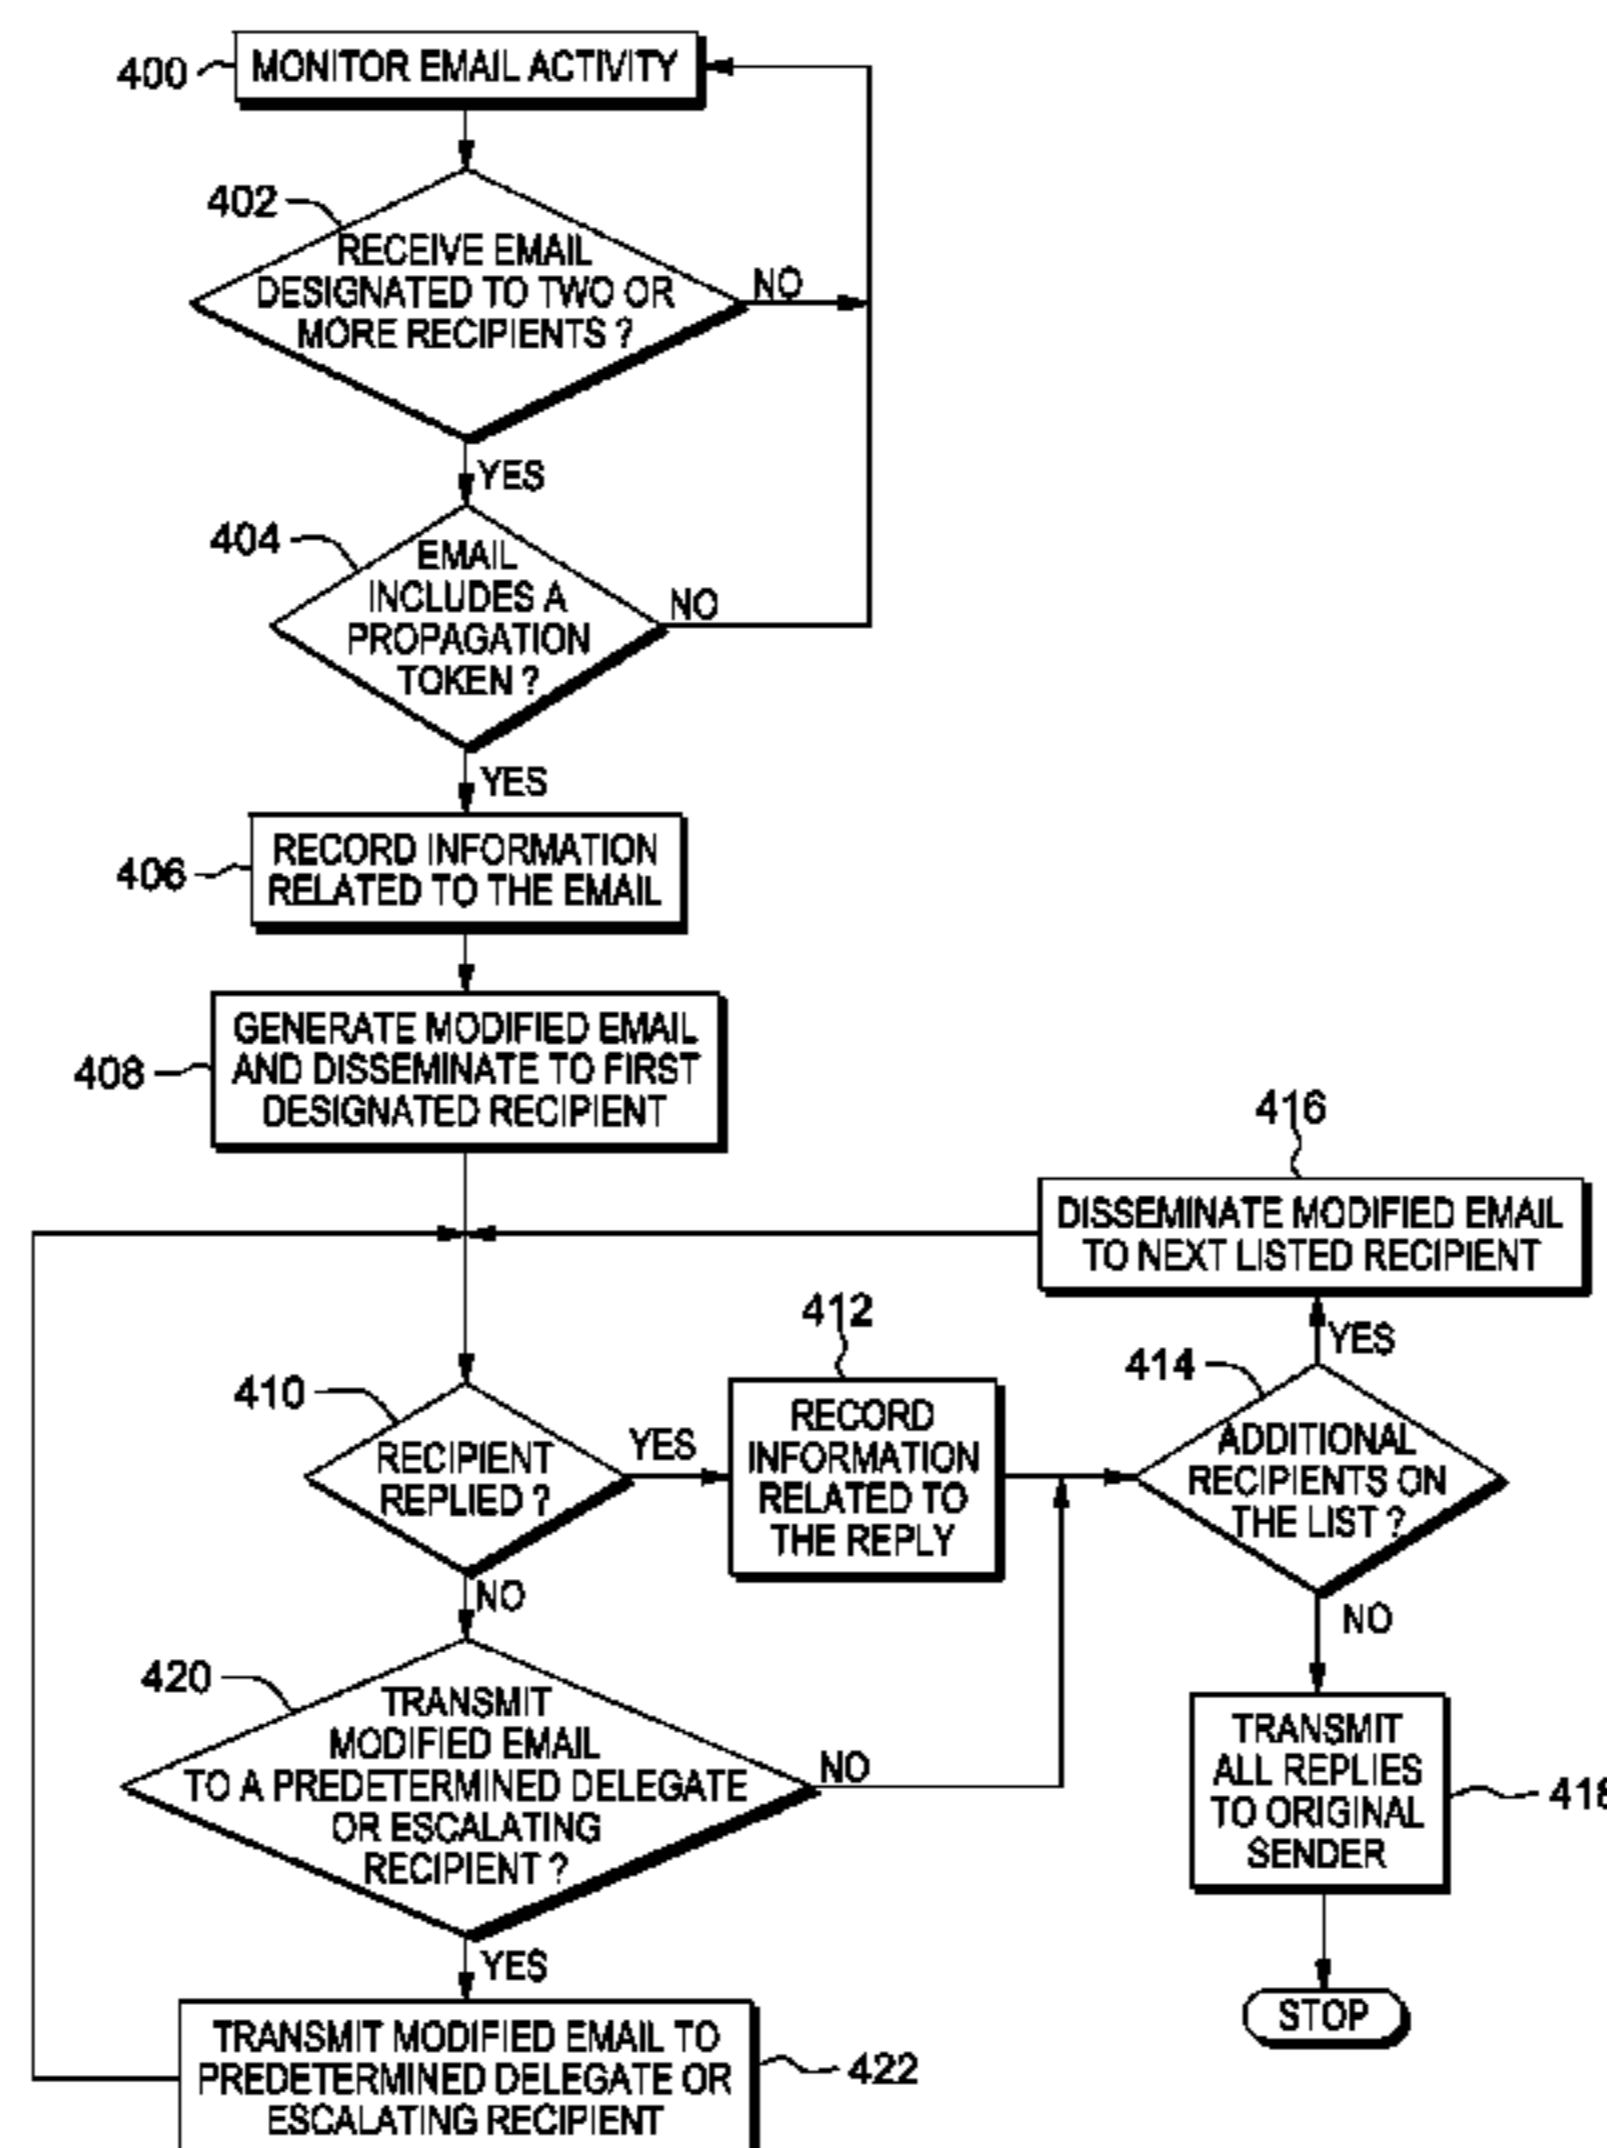 400
MONITOR EMAIL ACTIVITY
402
RECEIVE EMAIL
DESIGNATED TO TWO OR
MORE RECIPIENTS ?
NO
YES
404
EMAIL
INCLUDES A
PROPAGATION
TOKEN ?
NO
YES
406
RECORD INFORMATION
RELATED TO THE EMAIL
408
GENERATE MODIFIED EMAIL
AND DISSEMINATE TO FIRST
DESIGNATED RECIPIENT
416
DISSEMINATE MODIFIED EMAIL
TO NEXT LISTED RECIPIENT
410
RECIPIENT
REPLIED ?
YES
NO
412
RECORD
INFORMATION
RELATED TO
THE REPLY
414
YES
ADDITIONAL
RECIPIENTS ON
THE LIST ?
NO
420
TRANSMIT
MODIFIED EMAIL
TO A PREDETERMINED DELEGATE
OR ESCALATING
RECIPIENT ?
NO
YES
TRANSMIT
ALL REPLIES
TO ORIGINAL
SENDER
418
STOP
TRANSMIT MODIFIED EMAIL TO
PREDETERMINED DELEGATE OR
ESCALATING RECIPIENT
422